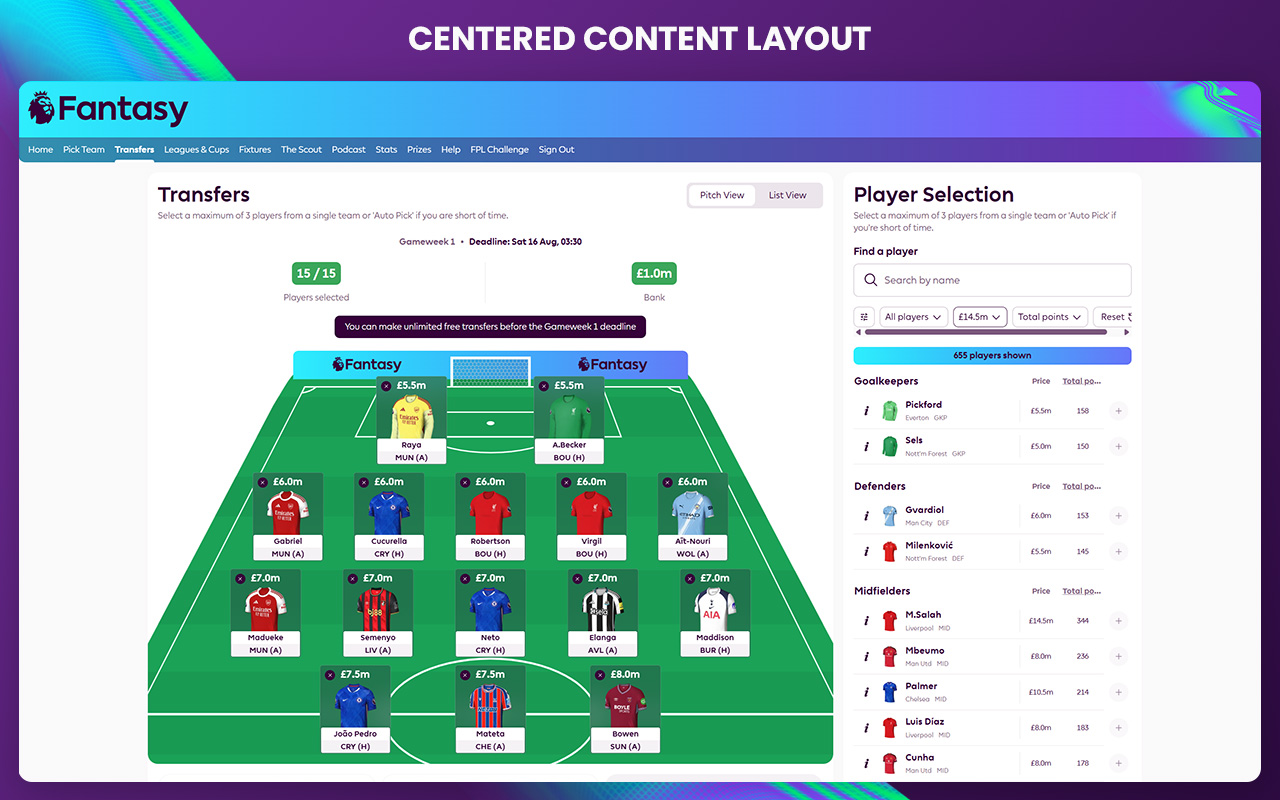 CENTERED CONTENT LAYOUT
Fantasy
Home Pick Team Transfers Leagues & Cups Fixtures The Scout Podcast Stats Prizes Help FPL Challenge Sign Out
Transfers
Pitch View List View
Select a maximum of 3 players from a single team or 'Auto Pick' if you are short of time.
Gameweek 1 • Deadline: Sat 16 Aug, 03:30
15 / 15 £1.0m
Players selected Bank
You can make unlimited free transfers before the Gameweek 1 deadline
Fantasy Fantasy
£5.5m £5.5m
Raya A.Becker
MUN (A) BOU (H)
£6.0m £6.0m £6.0m £6.0m £6.0m
Gabriel Cucurella Robertson Virgil Aït-Nouri
MUN (A) CRY (H) BOU (H) BOU (H) WOL (A)
£7.0m £7.0m £7.0m £7.0m £7.0m
AIA
Madueke Semenyo Neto Elanga Maddison
MUN (A) LIV (A) CRY (H) AVL (A) BUR (H)
£7.5m £7.5m £8.0m
João Pedro Mateta Bowen
CRY (H) CHE (A) SUN (A)
Player Selection
Select a maximum of 3 players from a single team or 'Auto Pick' if
you're short of time.
Find a player
Search by name
All players £14.5m Total points Reset
655 players shown
Goalkeepers Price Total po...
Pickford £5.5m 158 +
Everton GKP
Sels £5.0m 150 +
Nott'm Forest GKP
Defenders Price Total po...
Gvardiol £6.0m 153 +
Man City DEF
Milenković £5.5m 145 +
Nott'm Forest DEF
Midfielders Price Total po...
M.Salah £14.5m 344 +
Liverpool MID
Mbeumo £8.0m 236 +
Man Utd MID
Palmer £10.5m 214 +
Chelsea MID
Luis Díaz £8.0m 183 +
Liverpool MID
Cunha £8.0m 178 +
Man Utd MID